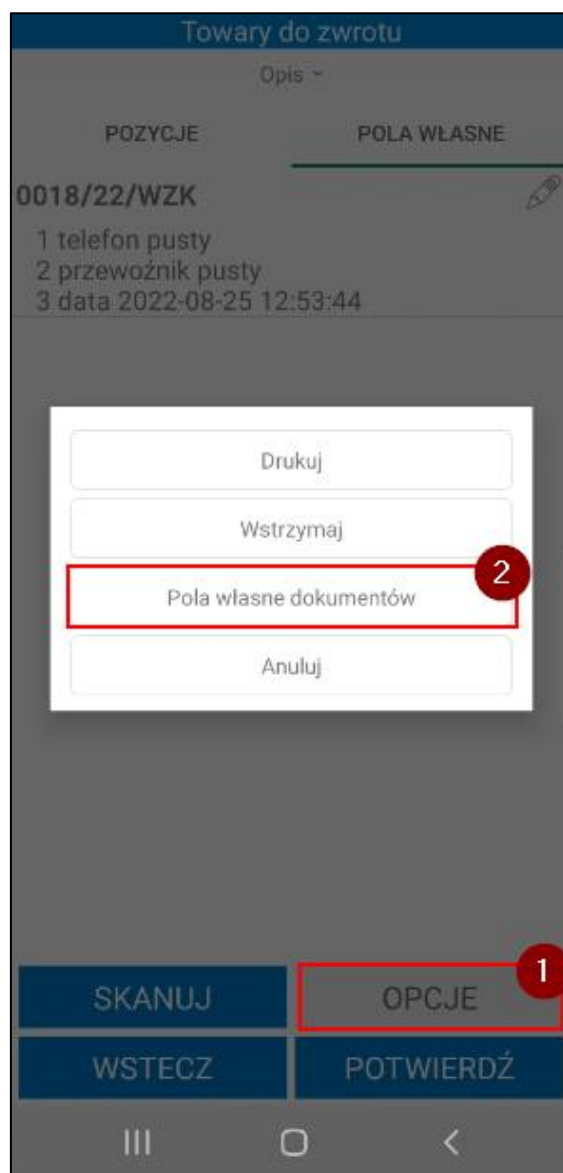 Towary do zwrotu
Opis
POZYCJE POLA WŁASNE
0018/22/WZK
1 telefon pusty
2 przewoźnik pusty
3 data 2022-08-25 12:53:44
Drukuj
Wstrzymaj
2
Pola własne dokumentów
Anuluj
1
SKANUJ OPCJE
WSTECZ POTWIERDŹ